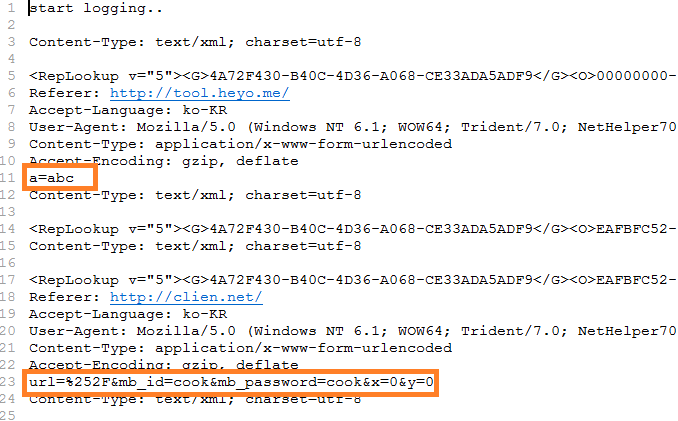 1 start logging..
2
3 Content-Type: text/xml; charset=utf-8
4
5 <RepLookup v="5"><G>4A72F430-B40C-4D36-A068-CE33ADA5ADF9</G><O>00000000-
6 Referer: http://tool.heyo.me/
7 Accept-Language: ko-KR
8 User-Agent: Mozilla/5.0 (Windows NT 6.1; WOW64; Trident/7.0; NetHelper70
9 Content-Type: application/x-www-form-urlencoded
10 Accept-Encoding: gzip, deflate
11 a=abc
12 Content-Type: text/xml; charset=utf-8
13
14 <RepLookup v="5"><G>4A72F430-B40C-4D36-A068-CE33ADA5ADF9</G><O>EAFBFC52-
15 Content-Type: text/xml; charset=utf-8
16
17 <RepLookup v="5"><G>4A72F430-B40C-4D36-A068-CE33ADA5ADF9</G><O>EAFBFC52-
18 Referer: http://clien.net/
19 Accept-Language: ko-KR
20 User-Agent: Mozilla/5.0 (Windows NT 6.1; WOW64; Trident/7.0; NetHelper70
21 Content-Type: application/x-www-form-urlencoded
22 Accept-Encoding: gzip, deflate
23 url=%252F&mb_id=cook&mb_password=cook&x=0&y=0
24 Content-Type: text/xml; charset=utf-8
25